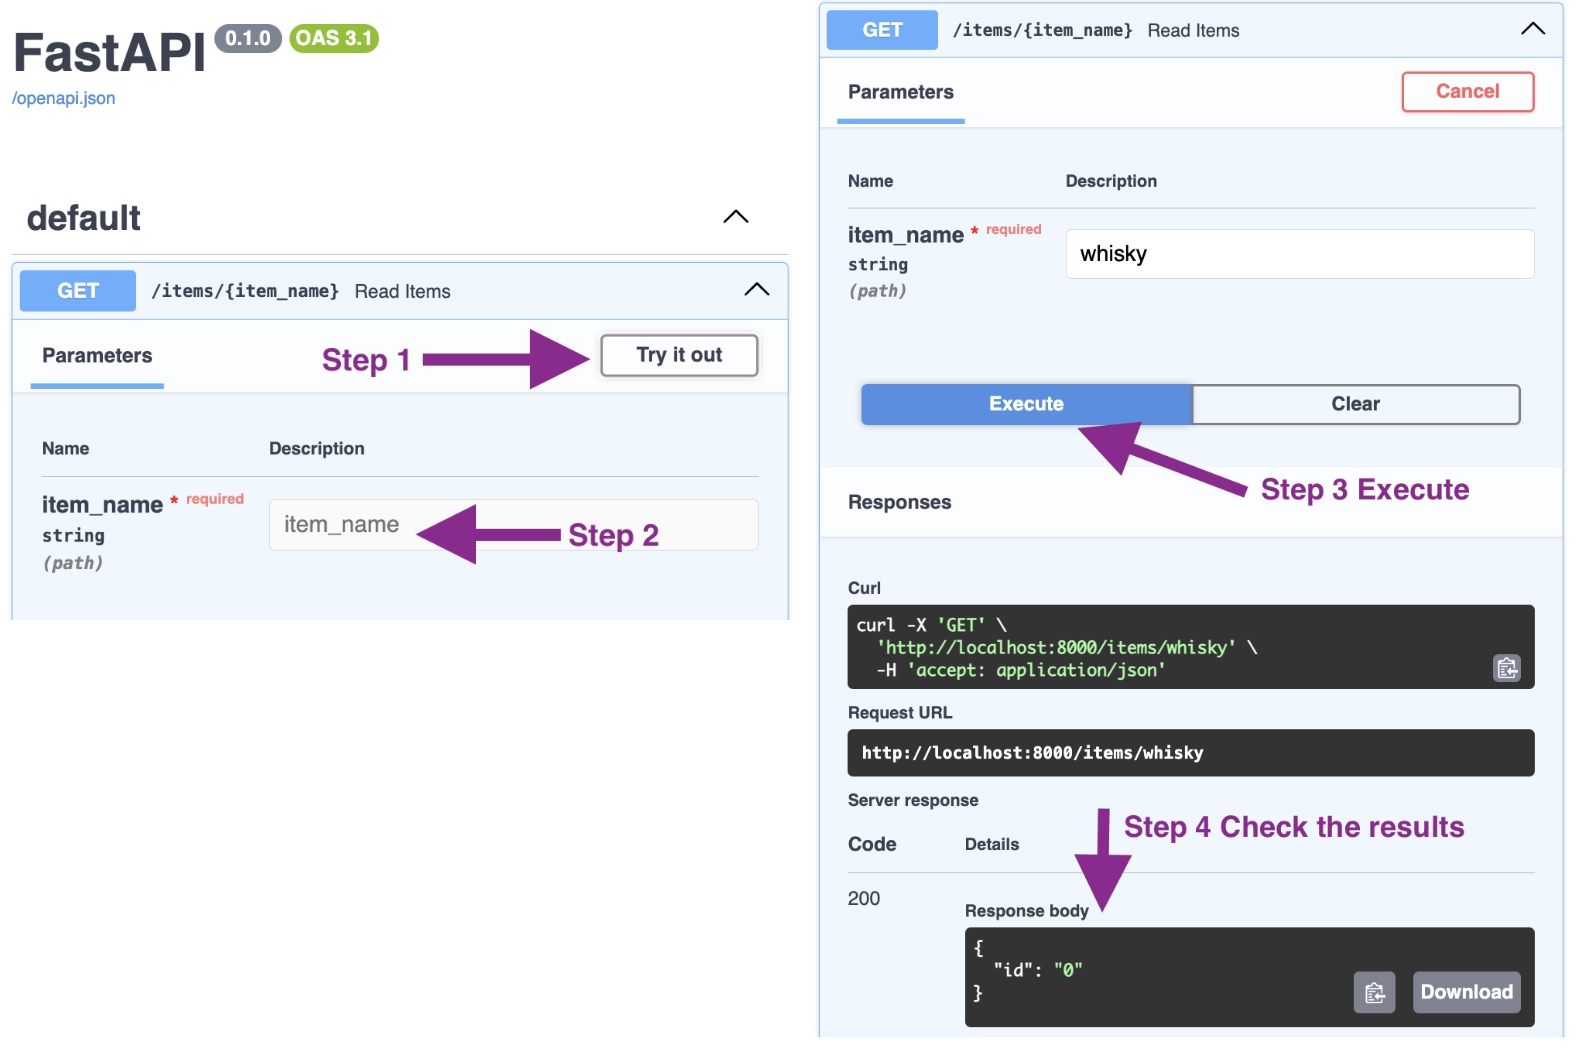 FastAPI 0.1.0 OAS 3.1
/openapi.json
default
GET /items/{item_name} Read Items
Parameters
Step 1
Try it out
Name Description
item_name * required
string
(path)
item_name
Step 2
GET /items/{item_name} Read Items
Parameters
Cancel
Name Description
item_name * required
string
(path)
whisky
Execute
Clear
Step 3 Execute
Responses
Curl
curl -X 'GET' \
'http://localhost:8000/items/whisky' \
-H 'accept: application/json'
Request URL
http://localhost:8000/items/whisky
Server response
Step 4 Check the results
Code Details
200
Response body
{
"id": "0"
}
Download